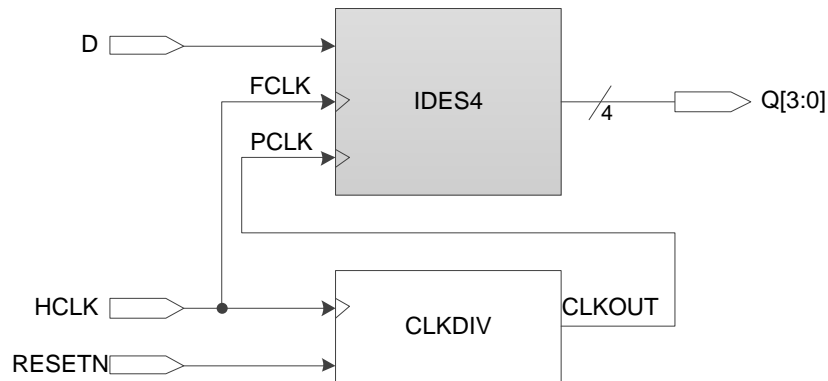 D
FCLK
IDES4
4
Q[3:0]
PCLK
HCLK
CLKDIV
CLKOUT
RESETN